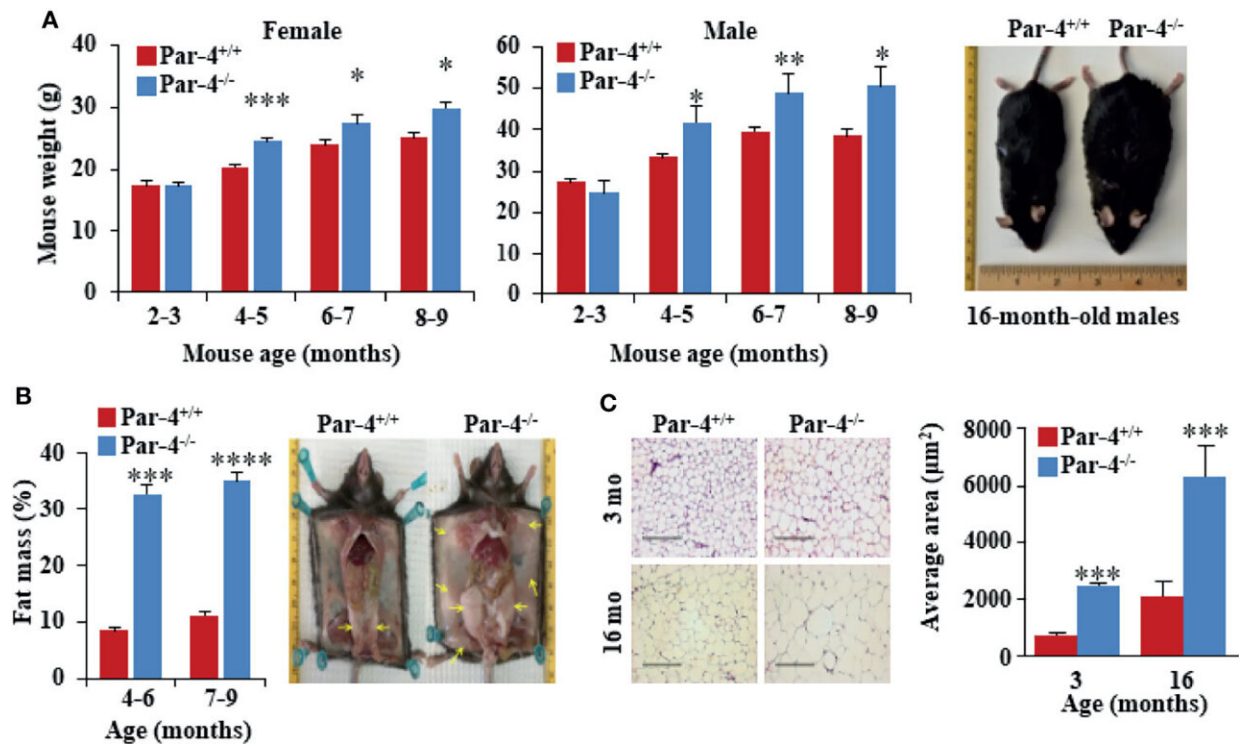 A
Female
Par-4+/+
Par-4-/-
Mouse weight (g)
40
30
20
10
0
***
*
*
2-3 4-5 6-7 8-9
Mouse age (months)
Male
Par-4+/+
Par-4-/-
60
50
40
30
20
10
0
*
**
*
2-3 4-5 6-7 8-9
Mouse age (months)
Par-4+/+ Par-4-/-
1 2 3 4 5
16-month-old males
B
Par-4+/+
Par-4-/-
Fat mass (%)
40
30
20
10
0
***
****
4-6 7-9
Age (months)
Par-4+/+ Par-4-/-
C
Par-4+/+ Par-4-/-
3 mo
16 mo
Average area (µm²)
8000
6000
4000
2000
0
Par-4+/+
Par-4-/-
***
***
3 16
Age (months)